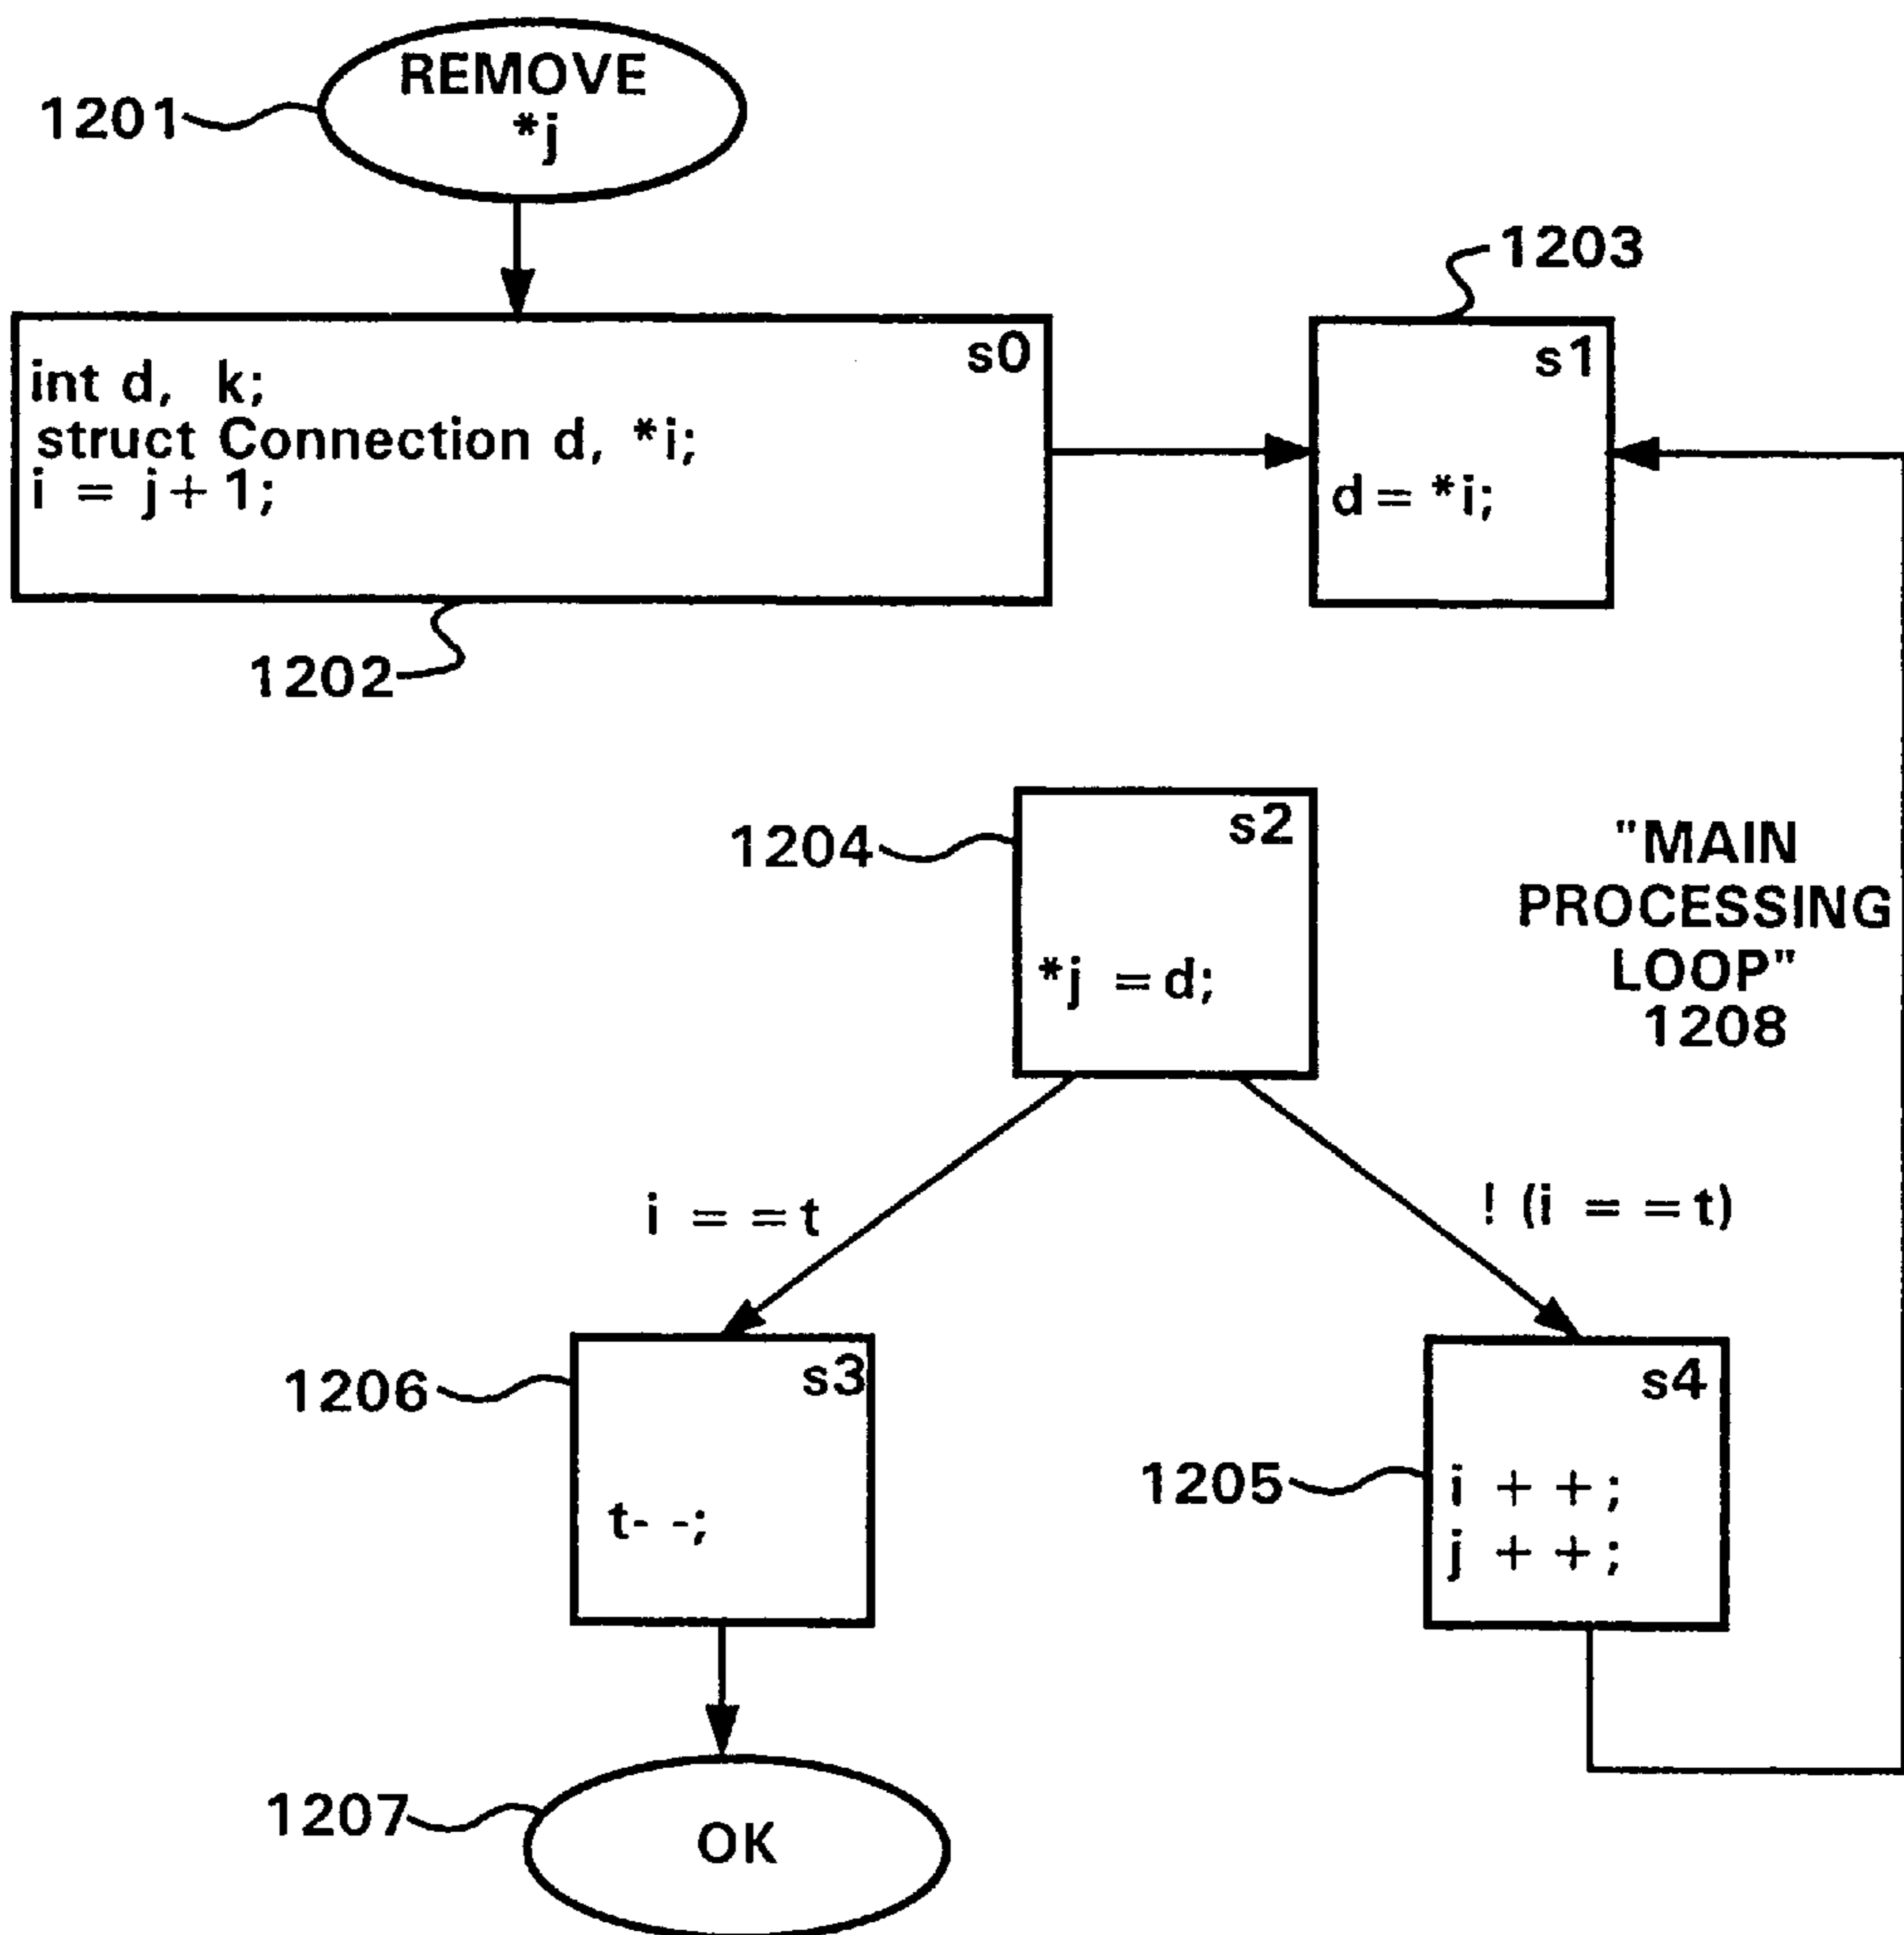 REMOVE
*j
1201
1203
s0
int d, k;
struct Connection d, *i;
i = j+1;
s1
d = *i;
1202
1204
s2
*j = d;
"MAIN
PROCESSING
LOOP"
1208
i = = t
! (i = = t)
1206
s3
t- -;
s4
1205
i + + ;
j + + ;
1207
OK